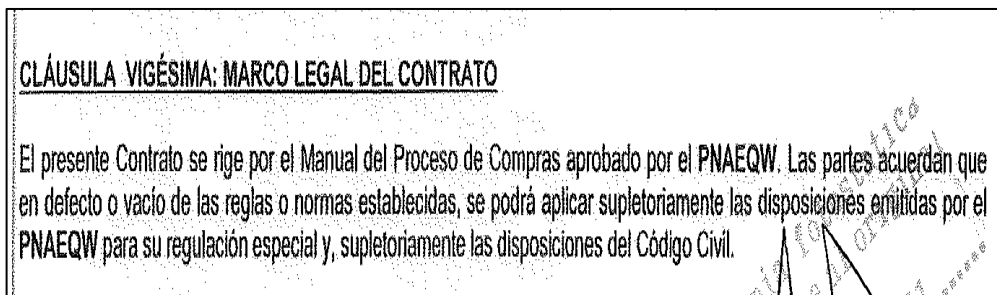 CLÁUSULA VIGÉSIMA: MARCO LEGAL DEL CONTRATO
El presente Contrato se rige por el Manual del Proceso de Compras aprobado por el PNAEQW. Las partes acuerdan que
en defecto o vacío de las reglas o normas establecidas, se podrá aplicar supletoriamente las disposiciones emitidas por el
PNAEQW para su regulación especial y, supletoriamente las disposiciones del Código Civil.